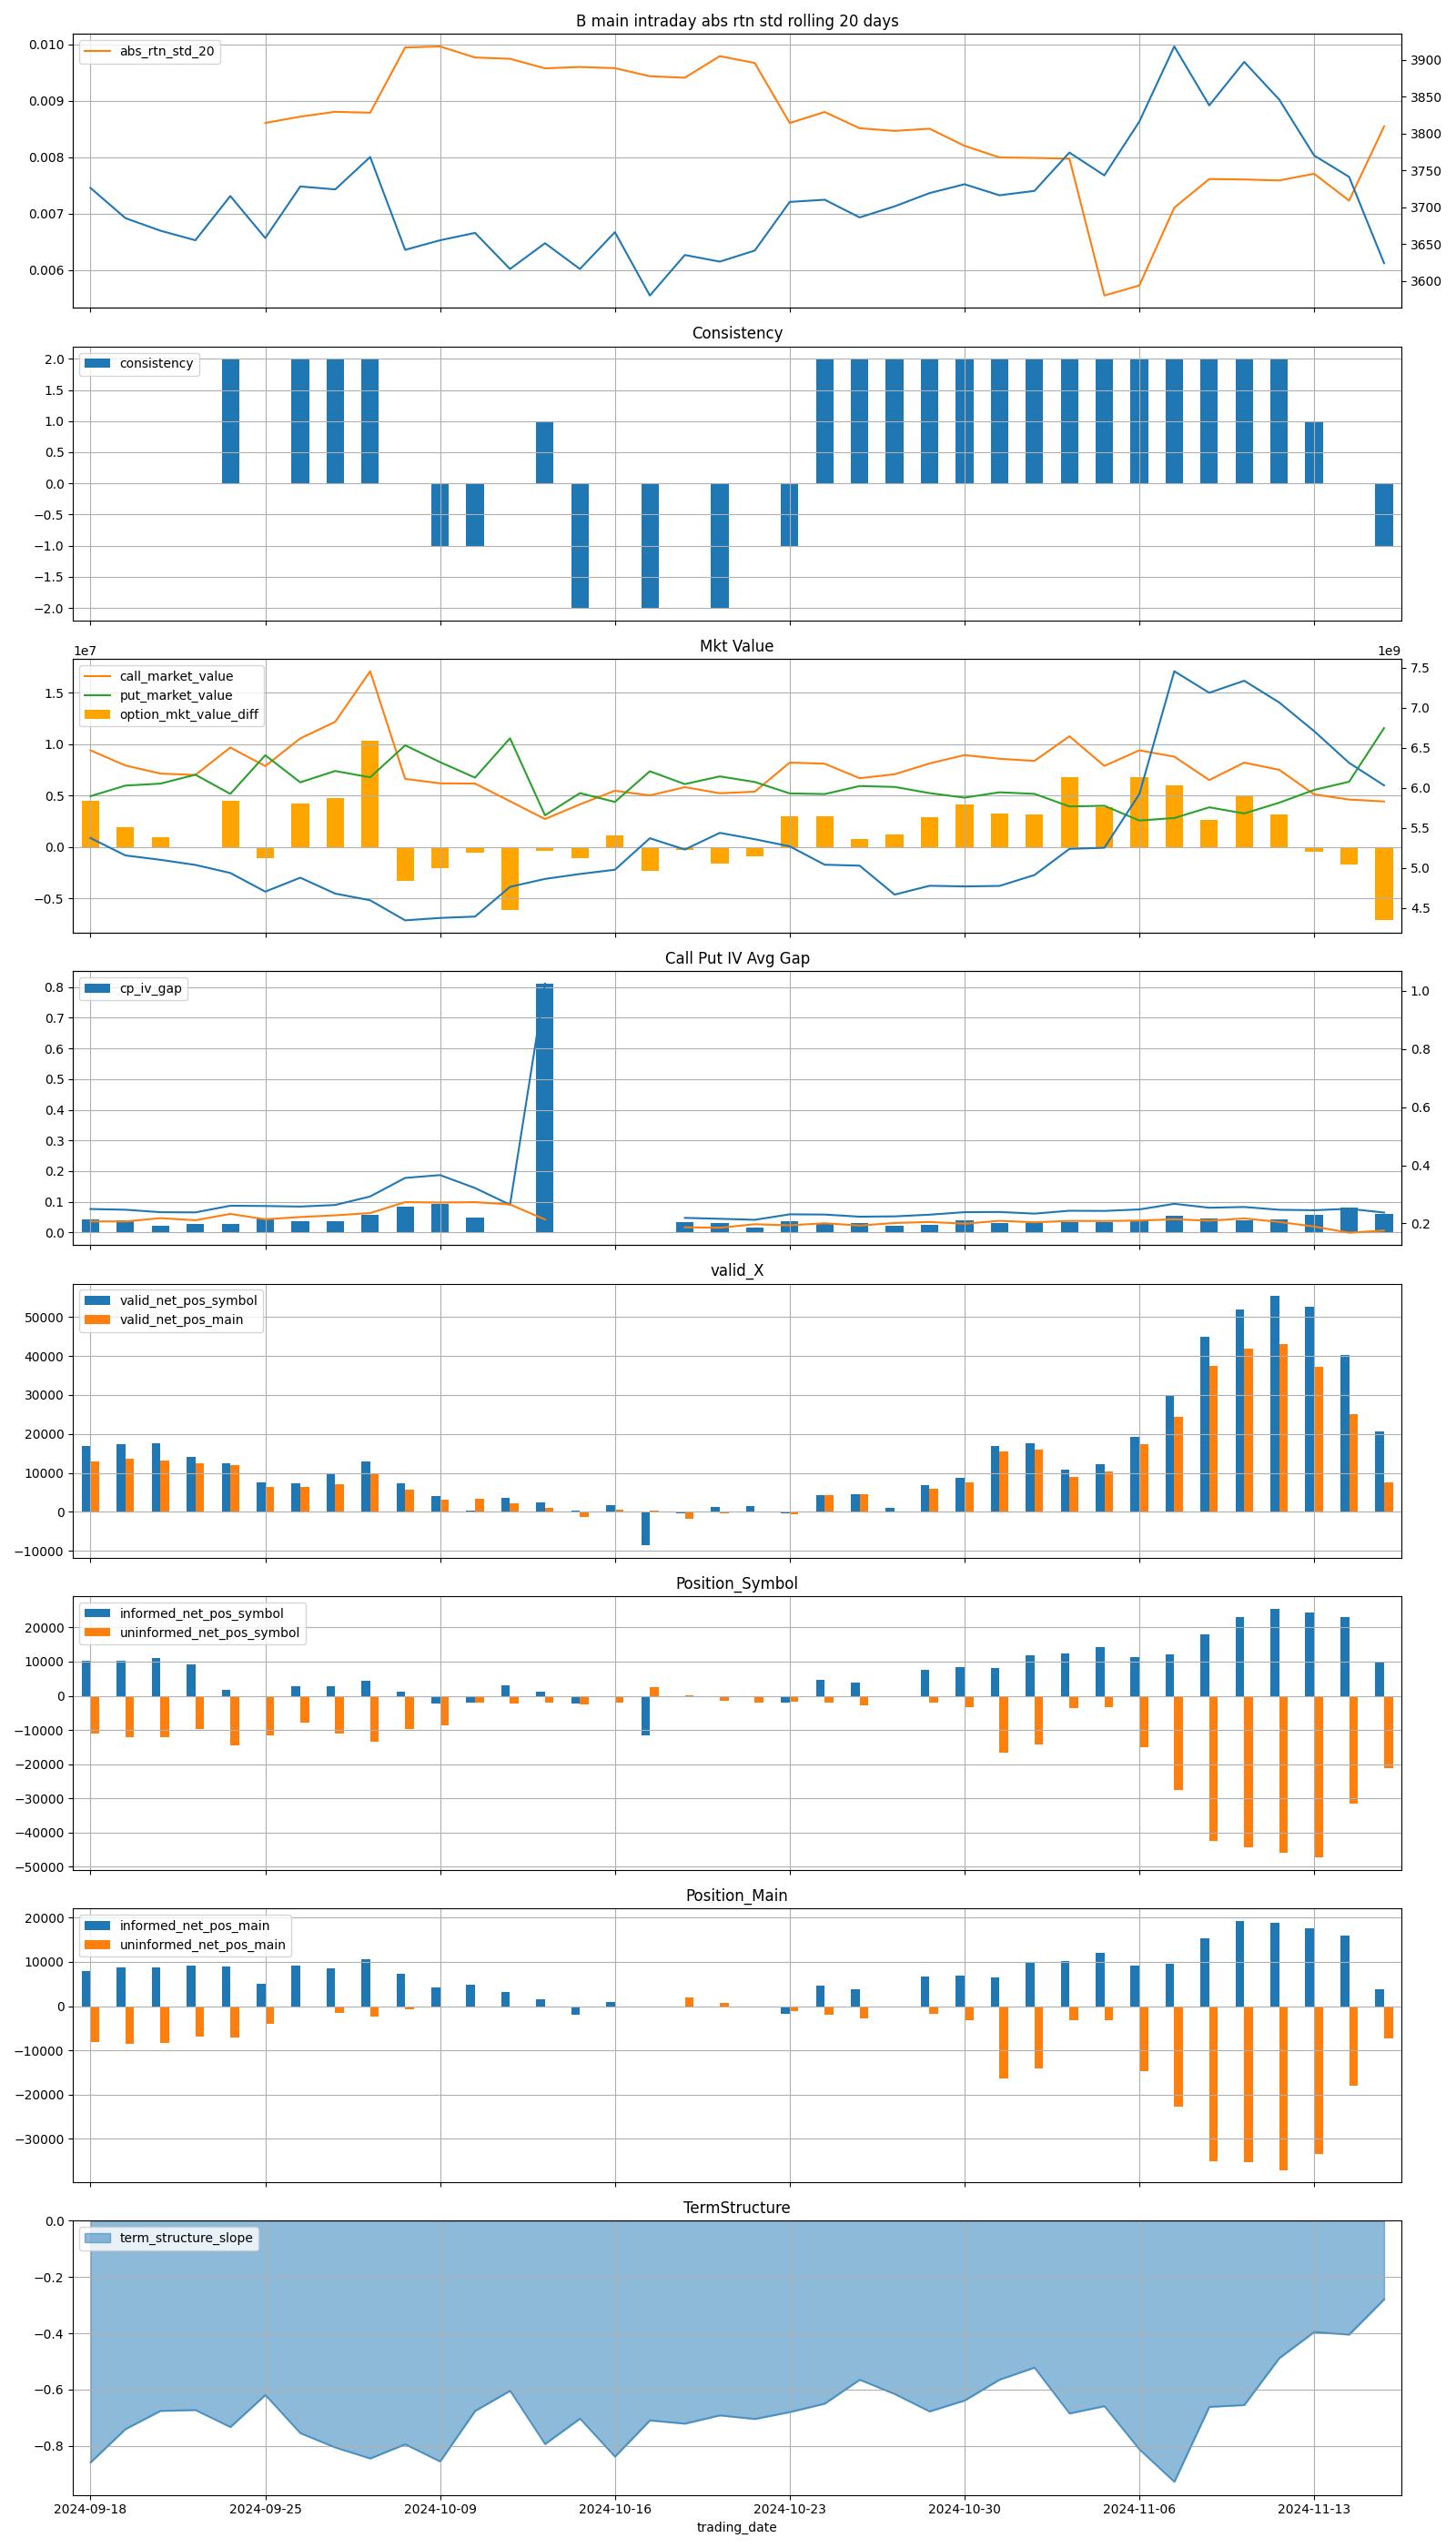 B main intraday abs rtn std rolling 20 days
abs_rtn_std_20
0.010
0.009
0.008
0.007
0.006
3900
3850
3800
3750
3700
3650
3600
Consistency
consistency
2.0
1.5
1.0
0.5
0.0
−0.5
−1.0
−1.5
−2.0
Mkt Value
1e7
1e9
call_market_value
put_market_value
option_mkt_value_diff
1.5
1.0
0.5
0.0
−0.5
7.5
7.0
6.5
6.0
5.5
5.0
4.5
Call Put IV Avg Gap
cp_iv_gap
0.8
0.7
0.6
0.5
0.4
0.3
0.2
0.1
0.0
1.0
0.8
0.6
0.4
0.2
valid_X
valid_net_pos_symbol
valid_net_pos_main
50000
40000
30000
20000
10000
0
−10000
Position_Symbol
informed_net_pos_symbol
uninformed_net_pos_symbol
20000
10000
0
−10000
−20000
−30000
−40000
−50000
Position_Main
informed_net_pos_main
uninformed_net_pos_main
20000
10000
0
−10000
−20000
−30000
TermStructure
term_structure_slope
0.0
−0.2
−0.4
−0.6
−0.8
2024-09-18 2024-09-25 2024-10-09 2024-10-16 2024-10-23 2024-10-30 2024-11-06 2024-11-13
trading_date